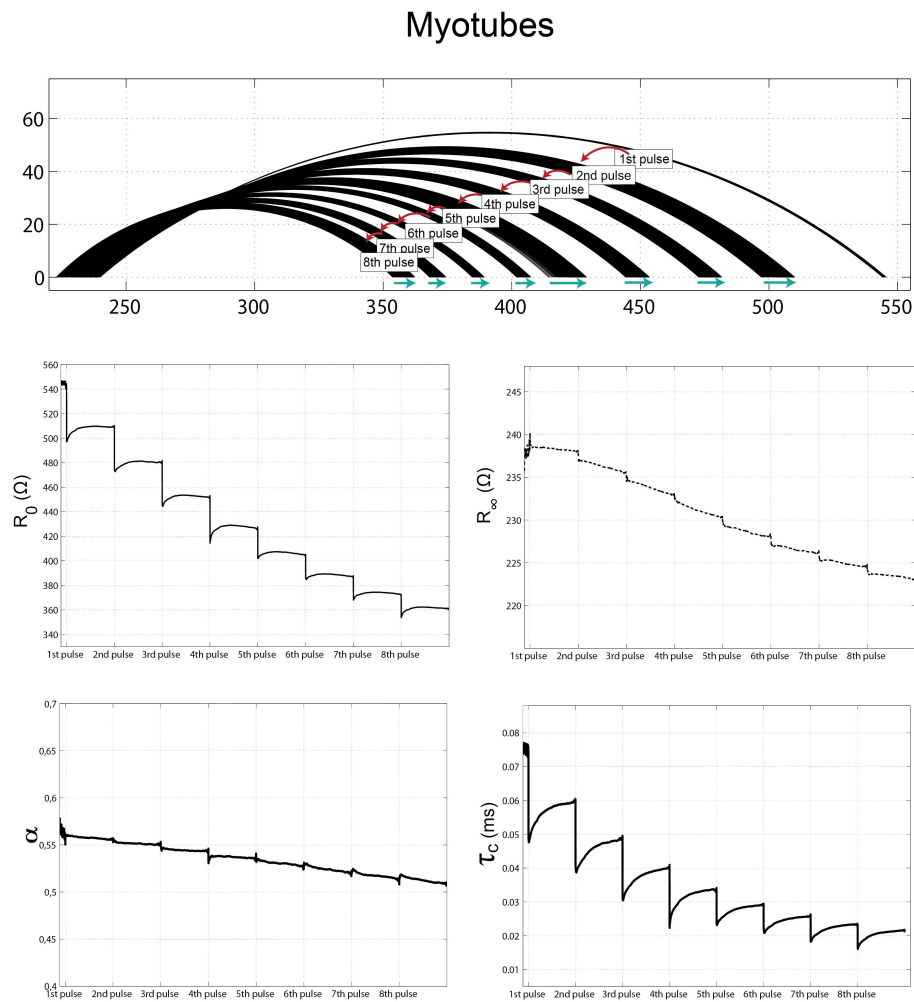 Myotubes
60
40
20
0
1st pulse
2nd pulse
3rd pulse
4th pulse
5th pulse
6th pulse
7th pulse
8th pulse
250 300 350 400 450 500 550
560
540
520
500
480
460
440
420
400
380
360
340
R0 (Ω)
1st pulse 2nd pulse 3rd pulse 4th pulse 5th pulse 6th pulse 7th pulse 8th pulse
245
240
235
230
225
220
R∞ (Ω)
1st pulse 2nd pulse 3rd pulse 4th pulse 5th pulse 6th pulse 7th pulse 8th pulse
0,7
0,65
0,6
0,55
0,5
0,45
0,4
α
1st pulse 2nd pulse 3rd pulse 4th pulse 5th pulse 6th pulse 7th pulse 8th pulse
0.08
0.07
0.06
0.05
0.04
0.03
0.02
0.01
τc (ms)
1st pulse 2nd pulse 3rd pulse 4th pulse 5th pulse 6th pulse 7th pulse 8th pulse